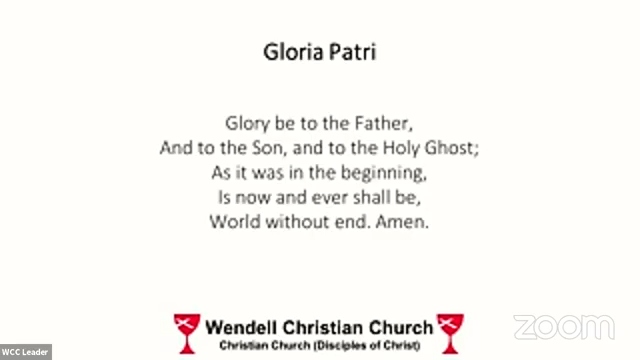 Gloria Patri
Glory be to the Father,
And to the Son, and to the Holy Ghost;
As it was in the beginning,
Is now and ever shall be,
World without end. Amen.
Wendell Christian Church
Christian Church (Disciples of Christ)
WCC Leader
zoom